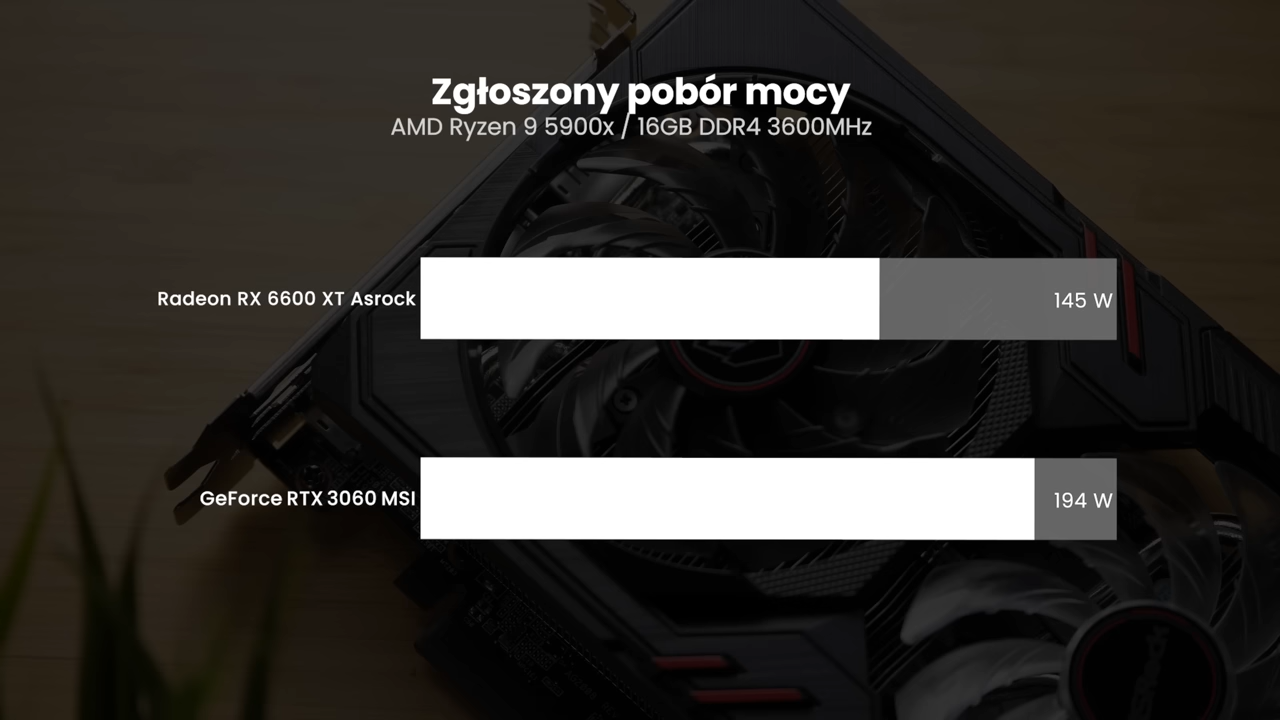 Zgłoszony pobór mocy
AMD Ryzen 9 5900x / 16GB DDR4 3600MHz
Radeon RX 6600 XT Asrock
145 W
GeForce RTX 3060 MSI
194 W